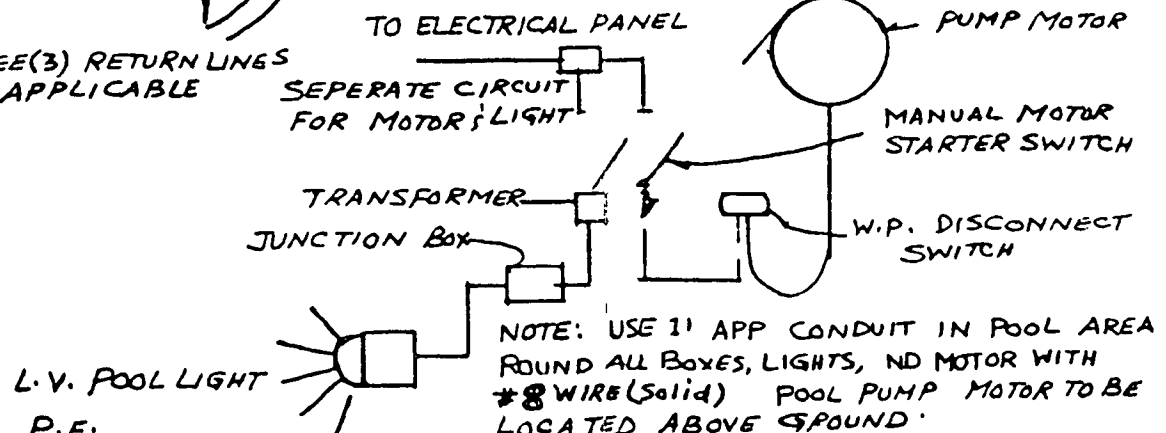 TO ELECTRICAL PANEL
PUMP MOTOR
EE(3) RETURN LINES
APPLICABLE
SEPERATE CIRCUIT
FOR MOTOR & LIGHT
MANUAL MOTOR
STARTER SWITCH
TRANSFORMER
JUNCTION BOX
W.P. DISCONNECT
SWITCH
NOTE: USE 1' APP CONDUIT IN POOL AREA
ROUND ALL BOXES, LIGHTS, ND MOTOR WITH
#8 WIRE (Solid) POOL PUMP MOTOR TO BE
LOCATED ABOVE GROUND.
L.V. POOL LIGHT